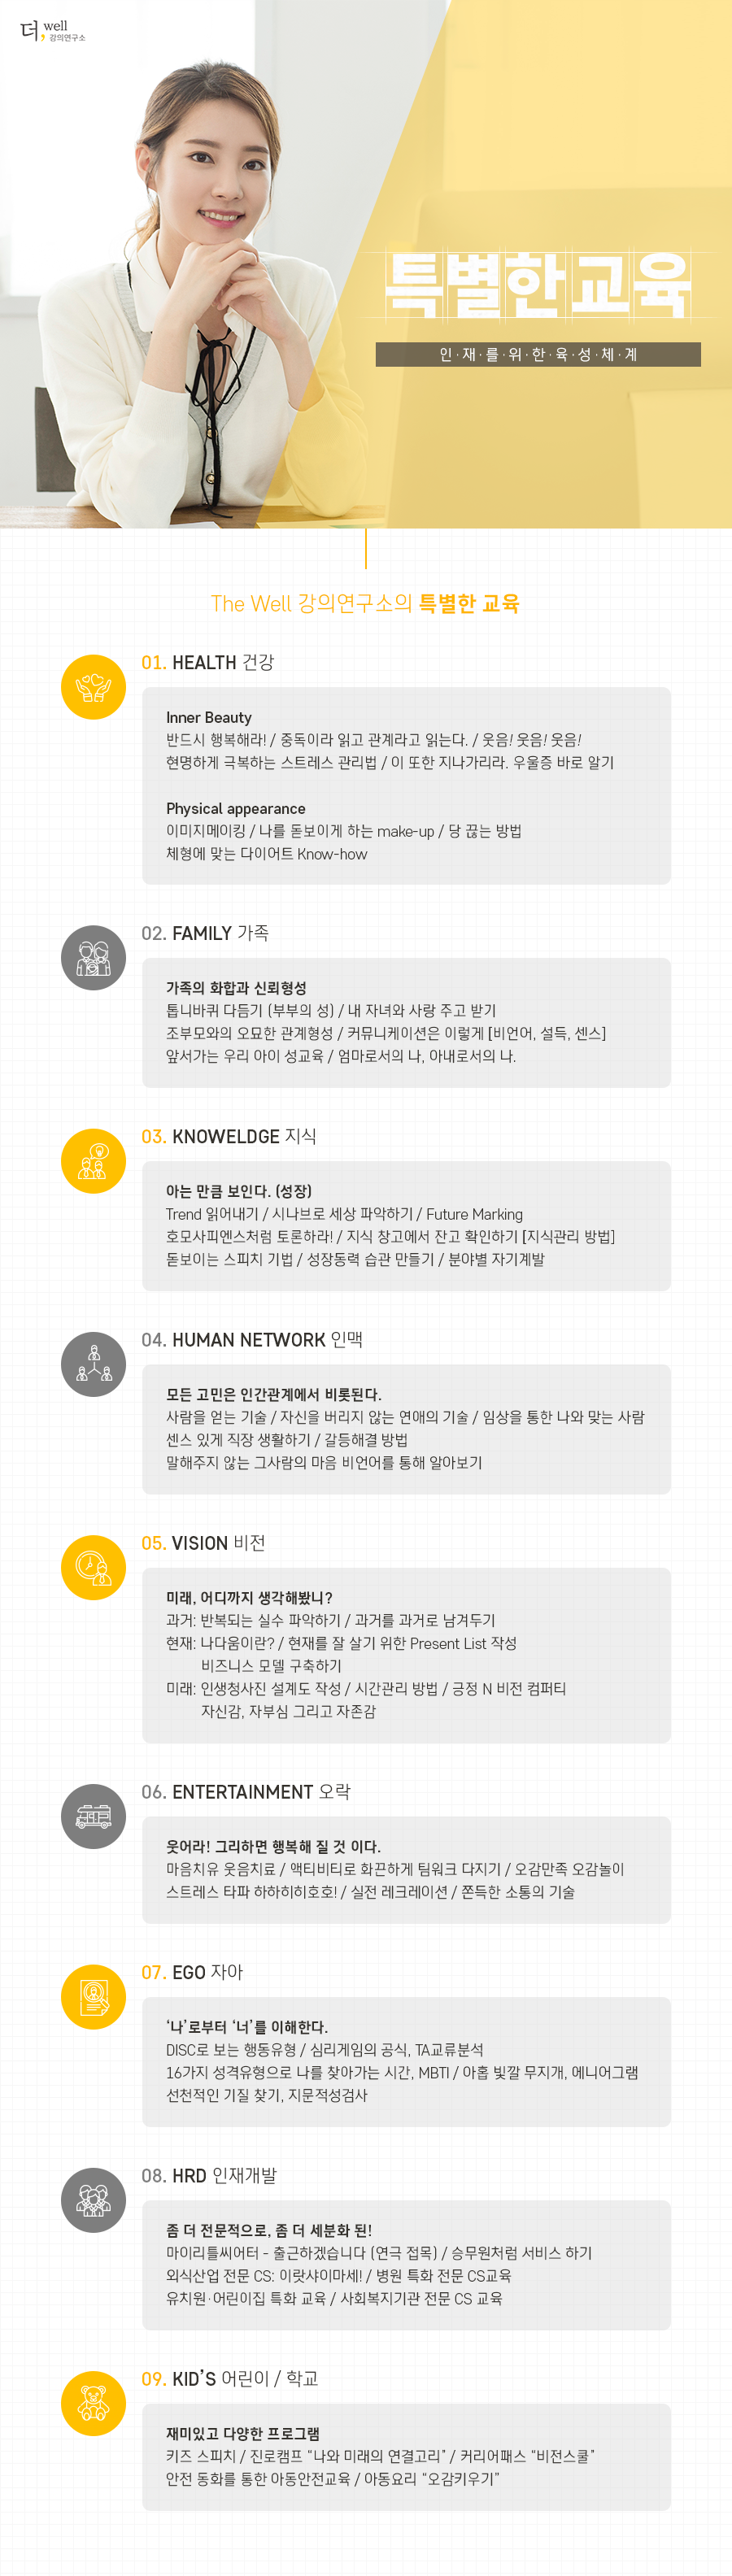 더 well
강의연구소
특별한교육
인·재·를·위·한·육·성·체·계
The Well 강의연구소의 특별한 교육
01. HEALTH 건강
Inner Beauty
반드시 행복해라! / 중독이라 읽고 관계라고 읽는다. / 웃음! 웃음! 웃음!
현명하게 극복하는 스트레스 관리법 / 이 또한 지나가리라. 우울증 바로 알기
Physical appearance
이미지메이킹 / 나를 돋보이게 하는 make-up / 당 끊는 방법
체형에 맞는 다이어트 Know-how
02. FAMILY 가족
가족의 화합과 신뢰형성
톱니바퀴 다듬기 (부부의 성) / 내 자녀와 사랑 주고 받기
조부모와의 오묘한 관계형성 / 커뮤니케이션은 이렇게 [비언어, 설득, 센스]
앞서가는 우리 아이 성교육 / 엄마로서의 나, 아내로서의 나.
03. KNOWELDGE 지식
아는 만큼 보인다. (성장)
Trend 읽어내기 / 시나브로 세상 파악하기 / Future Marking
호모사피엔스처럼 토론하라! / 지식 창고에서 잔고 확인하기 [지식관리 방법]
돋보이는 스피치 기법 / 성장동력 습관 만들기 / 분야별 자기계발
04. HUMAN NETWORK 인맥
모든 고민은 인간관계에서 비롯된다.
사람을 얻는 기술 / 자신을 버리지 않는 연애의 기술 / 임상을 통한 나와 맞는 사람
센스 있게 직장 생활하기 / 갈등해결 방법
말해주지 않는 그사람의 마음 비언어를 통해 알아보기
05. VISION 비전
미래, 어디까지 생각해봤니?
과거: 반복되는 실수 파악하기 / 과거를 과거로 남겨두기
현재: 나다움이란? / 현재를 잘 살기 위한 Present List 작성
비즈니스 모델 구축하기
미래: 인생청사진 설계도 작성 / 시간관리 방법 / 긍정 N 비전 컴퍼티
자신감, 자부심 그리고 자존감
06. ENTERTAINMENT 오락
웃어라! 그리하면 행복해 질 것 이다.
마음치유 웃음치료 / 액티비티로 화끈하게 팀워크 다지기 / 오감만족 오감놀이
스트레스 타파 하하히히호호! / 실전 레크레이션 / 쫀득한 소통의 기술
07. EGO 자아
‘나’로부터 ‘너’를 이해한다.
DISC로 보는 행동유형 / 심리게임의 공식, TA교류분석
16가지 성격유형으로 나를 찾아가는 시간, MBTI / 아홉 빛깔 무지개, 에니어그램
선천적인 기질 찾기, 지문적성검사
08. HRD 인재개발
좀 더 전문적으로, 좀 더 세분화 된!
마이리틀씨어터 - 출근하겠습니다 (연극 접목) / 승무원처럼 서비스 하기
외식산업 전문 CS: 이랏샤이마세! / 병원 특화 전문 CS교육
유치원·어린이집 특화 교육 / 사회복지기관 전문 CS 교육
09. KID’S 어린이 / 학교
재미있고 다양한 프로그램
키즈 스피치 / 진로캠프 “나와 미래의 연결고리” / 커리어패스 “비전스쿨”
안전 동화를 통한 아동안전교육 / 아동요리 “오감키우기”